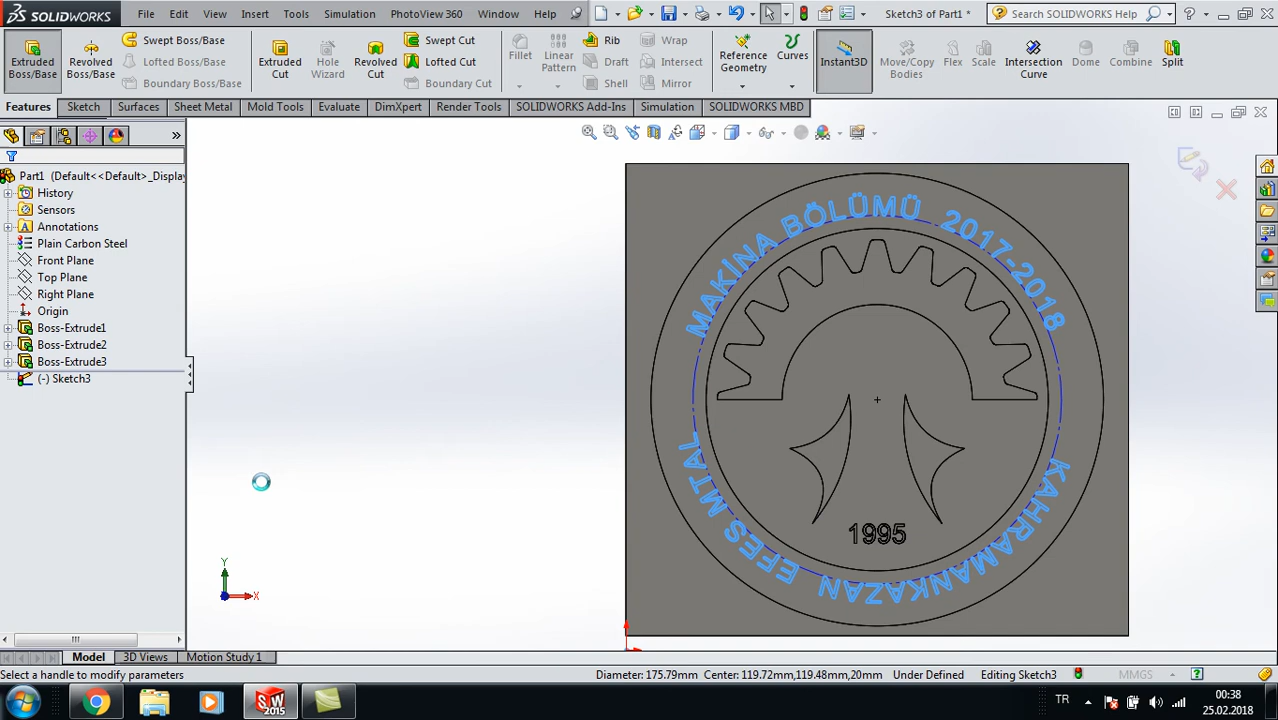 SOLIDWORKS
File Edit View Insert Tools Simulation PhotoView 360 Window Help
Sketch3 of Part1 *
Search SOLIDWORKS Help
Extruded Boss/Base
Revolved Boss/Base
Swept Boss/Base
Lofted Boss/Base
Boundary Boss/Base
Extruded Cut
Hole Wizard
Revolved Cut
Swept Cut
Lofted Cut
Boundary Cut
Fillet
Linear Pattern
Rib
Draft
Shell
Wrap
Intersect
Mirror
Reference Geometry
Curves
Instant3D
Move/Copy Bodies
Flex
Scale
Intersection Curve
Dome
Combine
Split
Features Sketch Surfaces Sheet Metal Mold Tools Evaluate DimXpert Render Tools SOLIDWORKS Add-Ins Simulation SOLIDWORKS MBD
Part1 (Default<<Default>_Display
History
Sensors
Annotations
Plain Carbon Steel
Front Plane
Top Plane
Right Plane
Origin
Boss-Extrude1
Boss-Extrude2
Boss-Extrude3
(-) Sketch3
MAKİNA BÖLÜMÜ 2017-2018
1995
KAHRAMANKAZAN EFES MTAL
Y
X
Model 3D Views Motion Study 1
Select a handle to modify parameters
Diameter: 175.79mm Center: 119.72mm,119.48mm,20mm Under Defined Editing Sketch3 MMGS
SW 2015
TR
00:38
25.02.2018